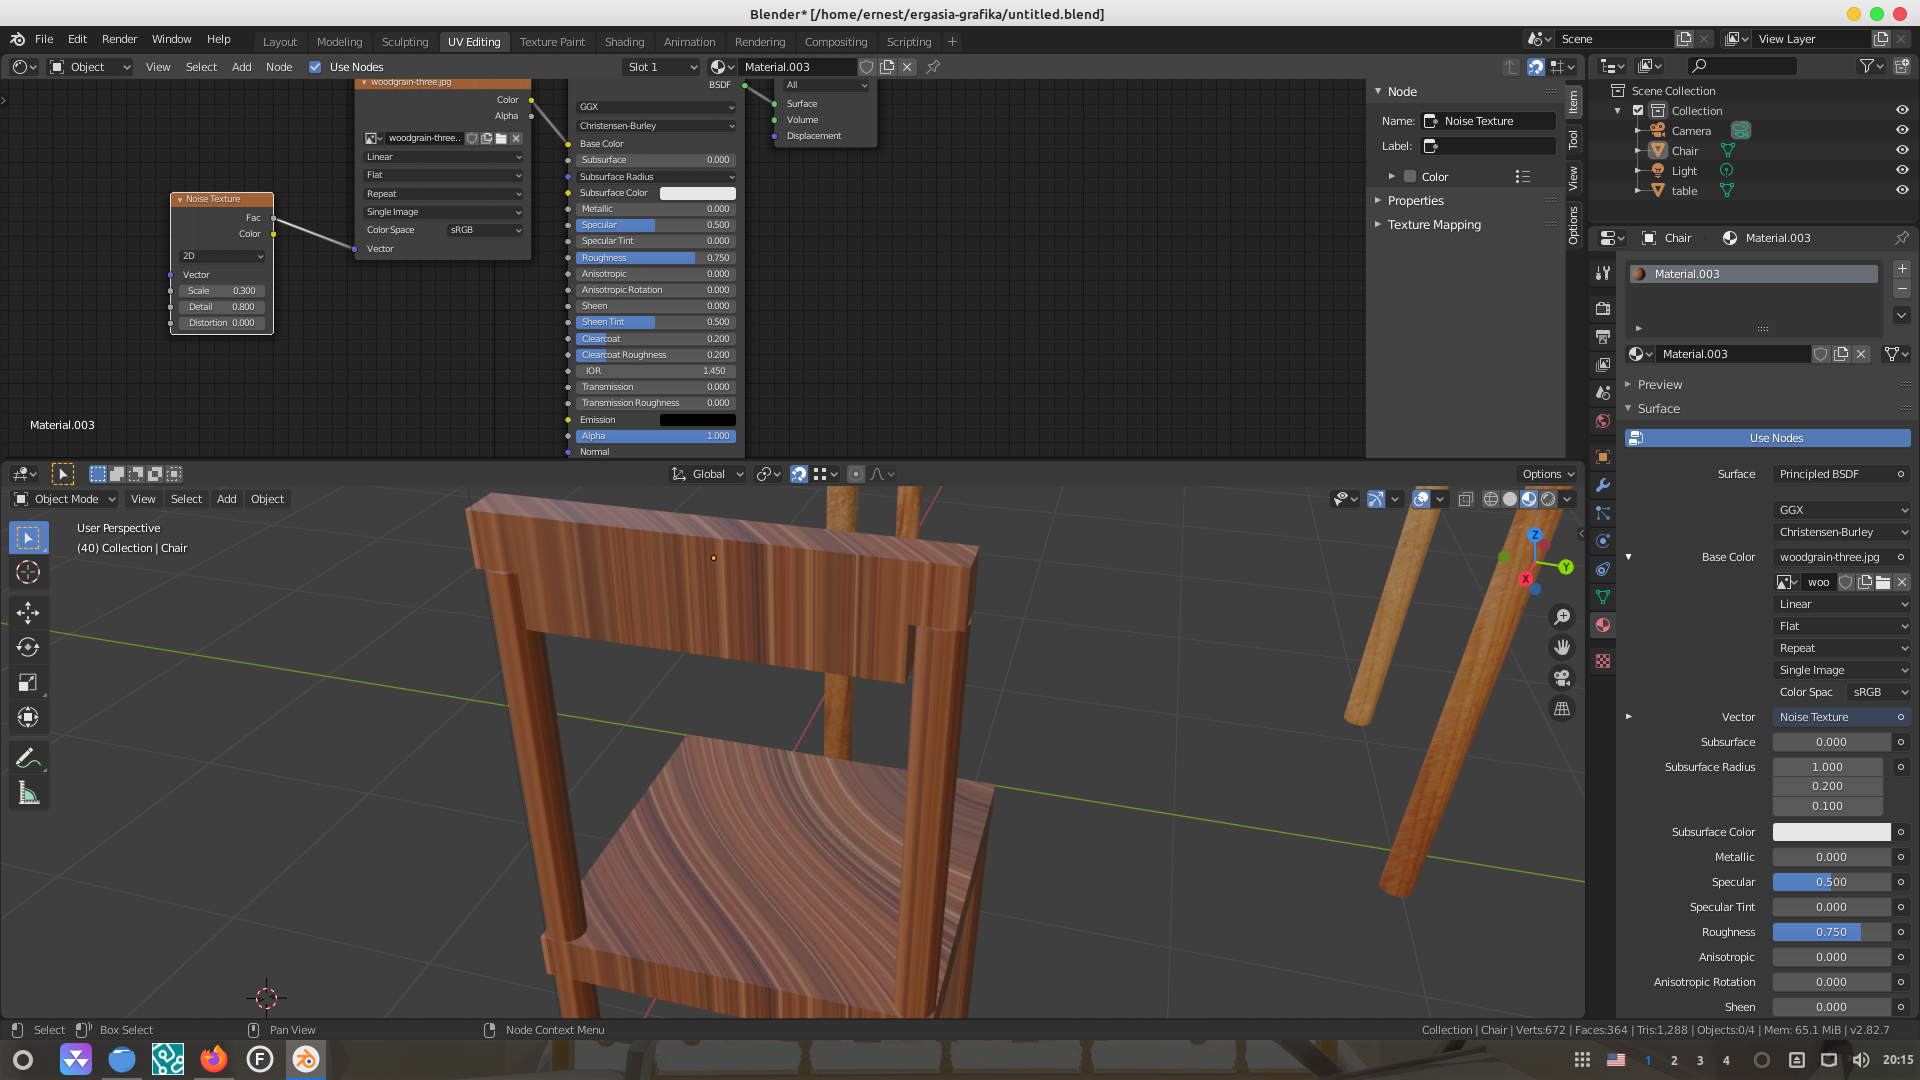 Blender* [/home/ernest/ergasia-grafika/untitled.blend]
File Edit Render Window Help
Layout Modeling Sculpting UV Editing Texture Paint Shading Animation Rendering Compositing Scripting +
Scene
View Layer
Object View Select Add Node Use Nodes
Slot 1
Material.003
woodgrain-three.jpg
Color
Alpha
woodgrain-three..
Linear
Flat
Repeat
Single Image
Color Space sRGB
Vector
Noise Texture
Fac
Color
2D
Vector
Scale 0.300
Detail 0.800
Distortion 0.000
Material.003
BSDF
GGX
Christensen-Burley
Base Color
Subsurface 0.000
Subsurface Radius
Subsurface Color
Metallic 0.000
Specular 0.500
Specular Tint 0.000
Roughness 0.750
Anisotropic 0.000
Anisotropic Rotation 0.000
Sheen 0.000
Sheen Tint 0.500
Clearcoat 0.200
Clearcoat Roughness 0.200
IOR 1.450
Transmission 0.000
Transmission Roughness 0.000
Emission
Alpha 1.000
Normal
All
Surface
Volume
Displacement
Node
Name: Noise Texture
Label:
Color
Properties
Texture Mapping
Item
Tool
View
Options
Scene Collection
Collection
Camera
Chair
Light
table
Chair Material.003
Material.003
Material.003
Preview
Surface
Use Nodes
Surface Principled BSDF
GGX
Christensen-Burley
Base Color woodgrain-three.jpg
woo
Linear
Flat
Repeat
Single Image
Color Spac sRGB
Vector Noise Texture
Subsurface 0.000
Subsurface Radius 1.000
0.200
0.100
Subsurface Color
Metallic 0.000
Specular 0.500
Specular Tint 0.000
Roughness 0.750
Anisotropic 0.000
Anisotropic Rotation 0.000
Sheen 0.000
Global
Options
Object Mode View Select Add Object
User Perspective
(40) Collection | Chair
Z
Y
X
Select Box Select Pan View Node Context Menu
Collection | Chair | Verts:672 | Faces:364 | Tris:1,288 | Objects:0/4 | Mem: 65.1 MiB | v2.82.7
F
1 2 3 4
20:15